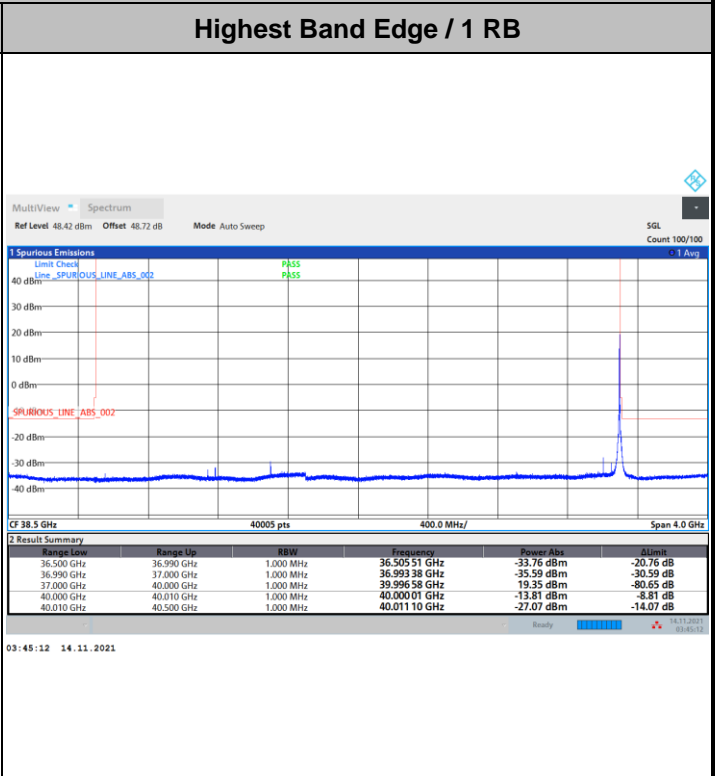 Highest Band Edge / 1 RB
MultiView Spectrum
Ref Level 48.42 dBm Offset 48.72 dB Mode Auto Sweep SGL
Count 100/100
1 Spurious Emissions 1 Avg
Limit Check PASS
Line _SPURIOUS_LINE_ABS_002 PASS
40 dBm
30 dBm
20 dBm
10 dBm
0 dBm
SPURIOUS_LINE_ABS_002
-20 dBm
-30 dBm
-40 dBm
CF 38.5 GHz 40005 pts 400.0 MHz/ Span 4.0 GHz
2 Result Summary
Range Low Range Up RBW Frequency Power Abs ΔLimit
36.500 GHz 36.990 GHz 1.000 MHz 36.505 51 GHz -33.76 dBm -20.76 dB
36.990 GHz 37.000 GHz 1.000 MHz 36.993 38 GHz -35.59 dBm -30.59 dB
37.000 GHz 40.000 GHz 1.000 MHz 39.996 58 GHz 19.35 dBm -80.65 dB
40.000 GHz 40.010 GHz 1.000 MHz 40.000 01 GHz -13.81 dBm -8.81 dB
40.010 GHz 40.500 GHz 1.000 MHz 40.011 10 GHz -27.07 dBm -14.07 dB
Ready 14.11.2021
03:45:12
03:45:12 14.11.2021